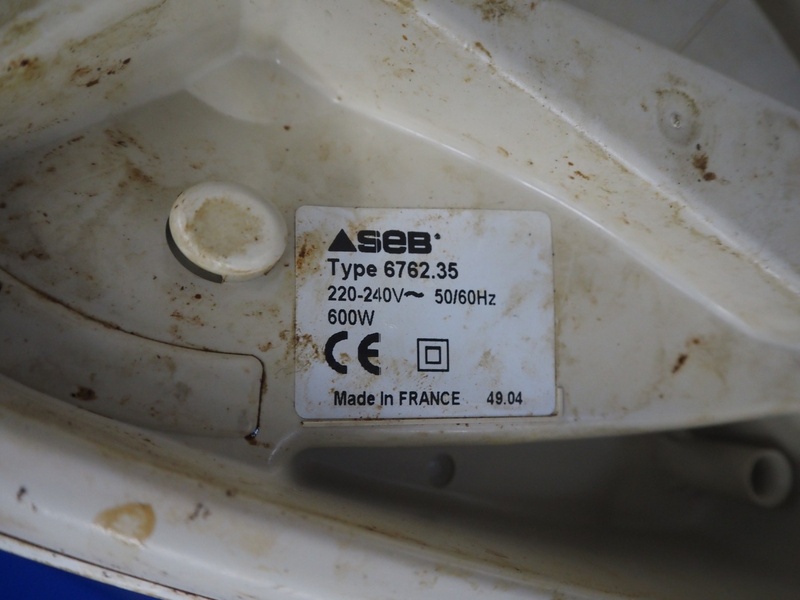 SEB
Type 6762.35
220-240V~ 50/60Hz
600W
CE
Made In FRANCE 49.04